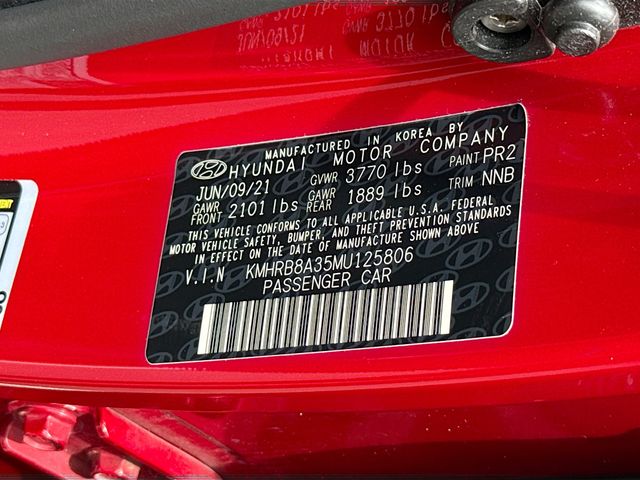 MANUFACTURED IN KOREA BY
HYUNDAI MOTOR COMPANY
JUN/09/21 GVWR 3770 lbs PAINT PR2
GAWR FRONT 2101 lbs GAWR REAR 1889 lbs TRIM NNB
THIS VEHICLE CONFORMS TO ALL APPLICABLE U.S.A. FEDERAL
MOTOR VEHICLE SAFETY, BUMPER, AND THEFT PREVENTION STANDARDS
IN EFFECT ON THE DATE OF MANUFACTURE SHOWN ABOVE
V.I.N KMHRB8A35MU125806
PASSENGER CAR